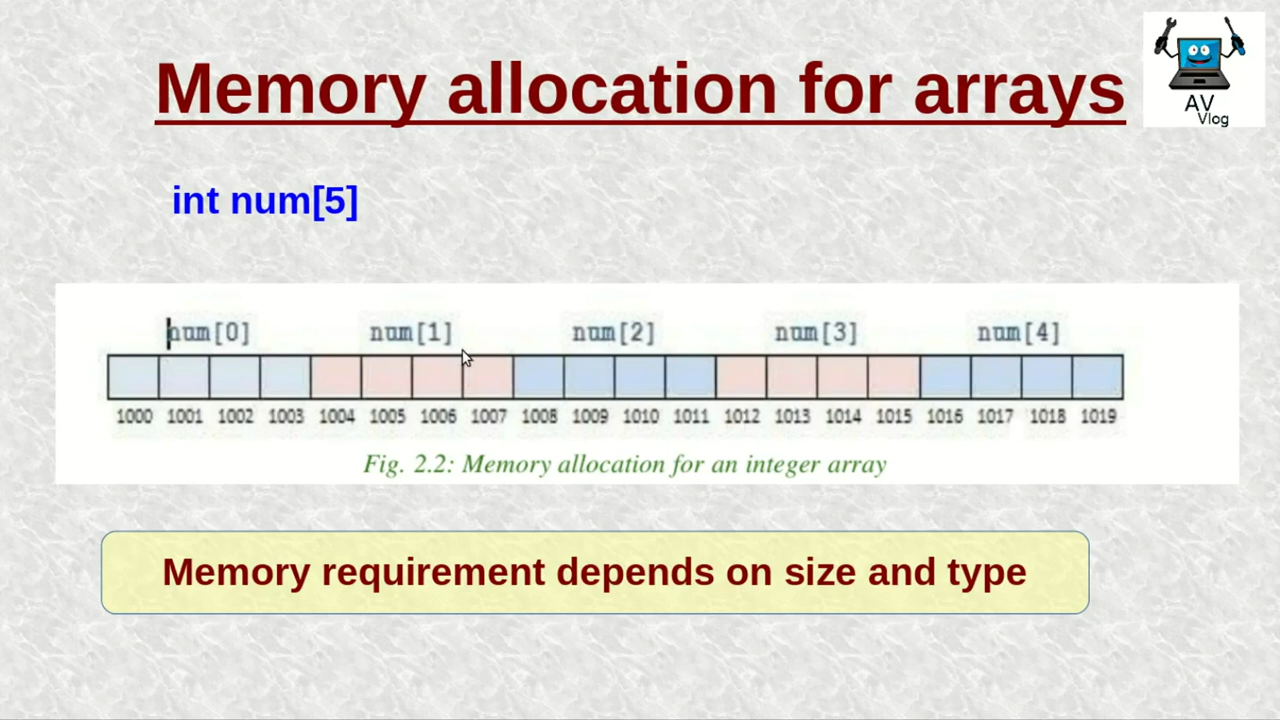 Memory allocation for arrays
AV
Vlog
int num[5]
num[0] num[1] num[2] num[3] num[4]
1000 1001 1002 1003 1004 1005 1006 1007 1008 1009 1010 1011 1012 1013 1014 1015 1016 1017 1018 1019
Fig. 2.2: Memory allocation for an integer array
Memory requirement depends on size and type